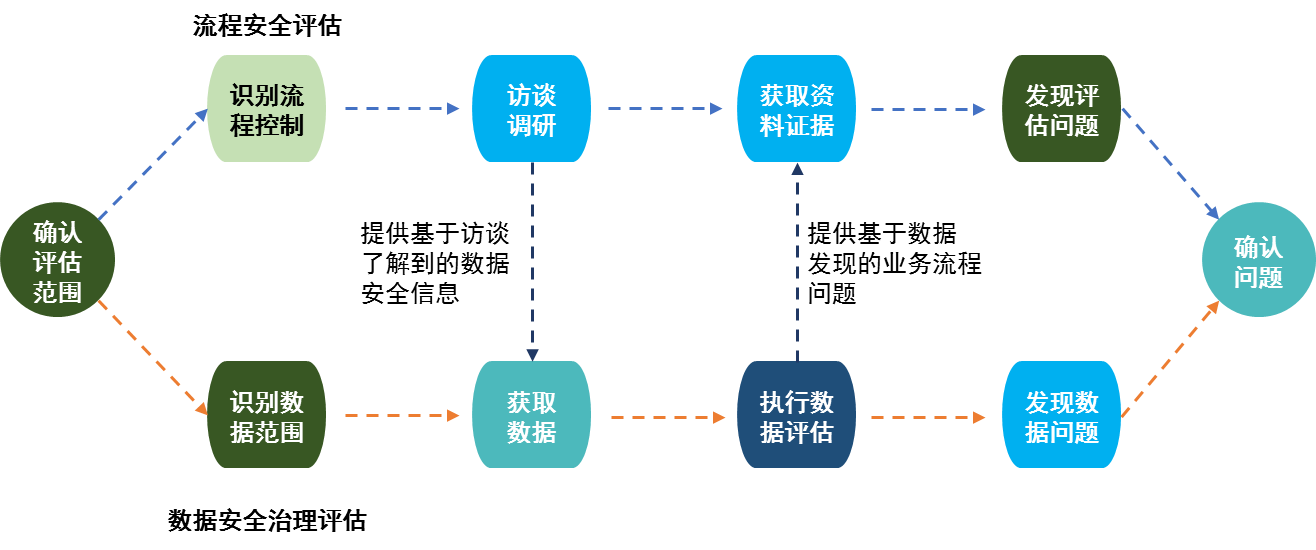 流程安全评估
识别流
程控制
访谈
调研
获取资
料证据
发现评
估问题
确认
评估
范围
提供基于访谈
了解到的数据
安全信息
提供基于数据
发现的业务流程
问题
确认
问题
识别数
据范围
获取
数据
执行数
据评估
发现数
据问题
数据安全治理评估